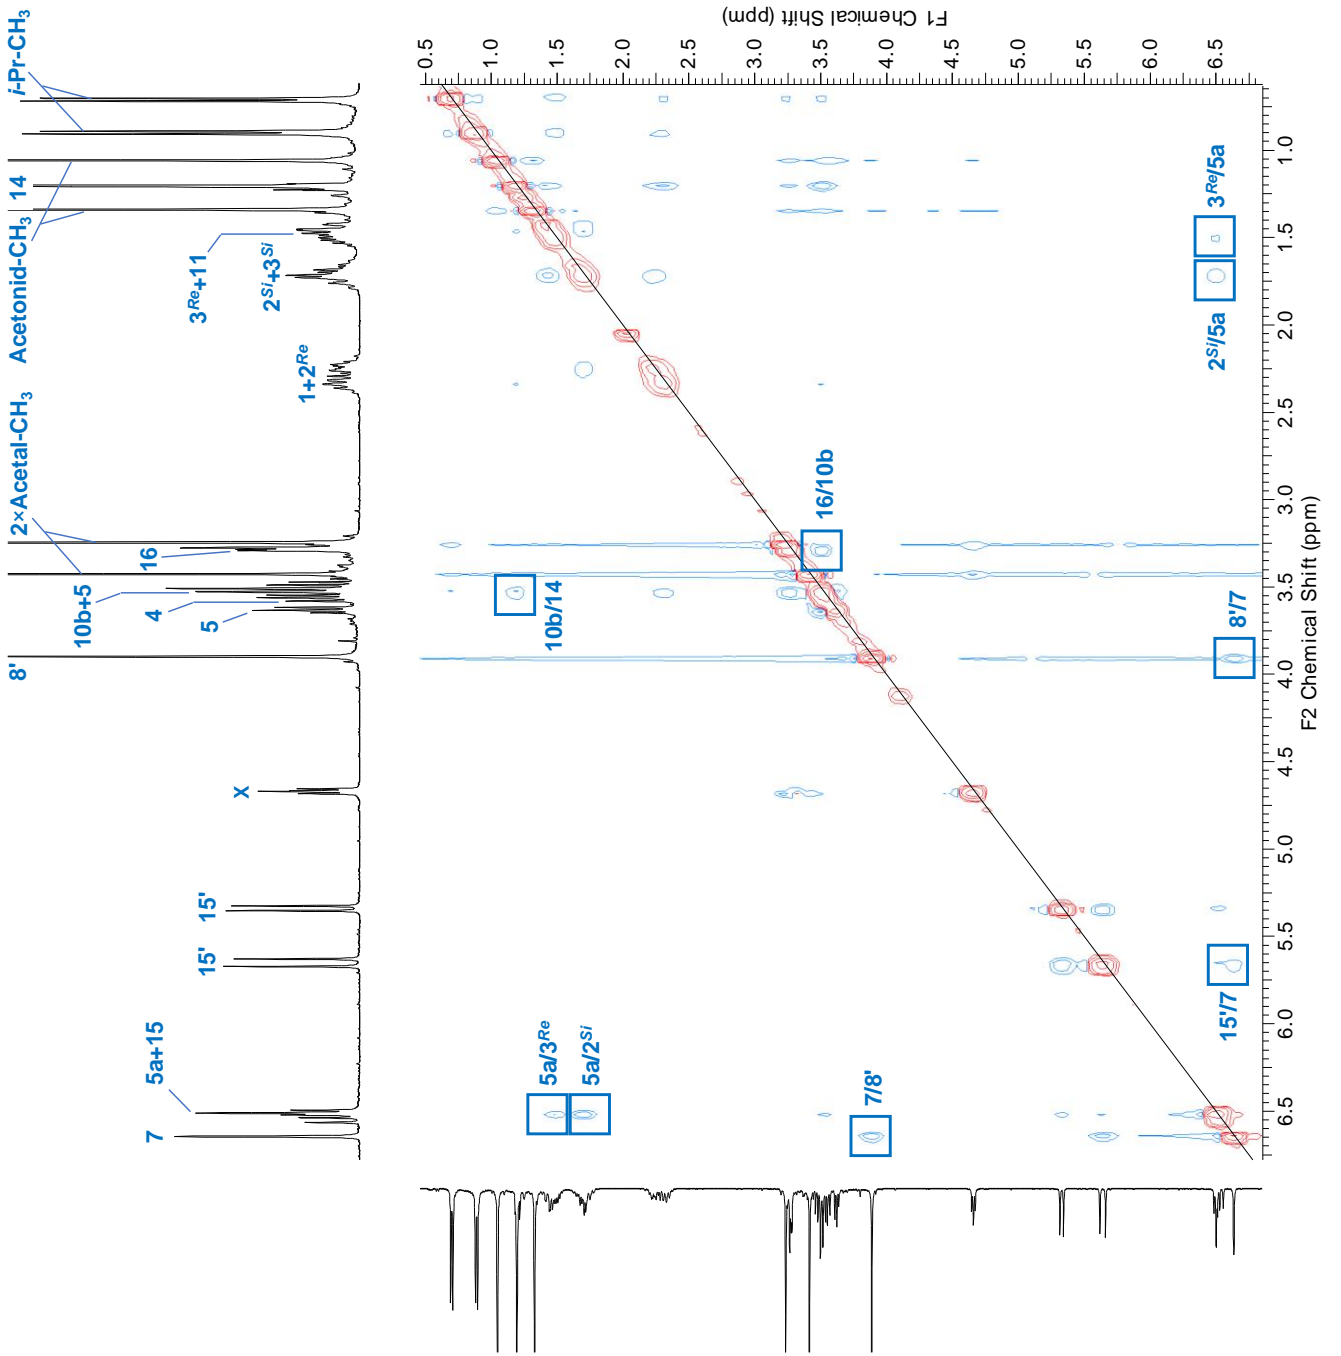 i-Pr-CH3
14
Acetonid-CH3
3Re+11
2Si+3Si
1+2Re
2×Acetal-CH3
16
10b+5
4
5
8'
X
15'
15'
5a+15
7
F1 Chemical Shift (ppm)
0.5
1.0
1.5
2.0
2.5
3.0
3.5
4.0
4.5
5.0
5.5
6.0
6.5
3Re/5a
2Si/5a
16/10b
10b/14
8'/7
15'/7
5a/3Re
5a/2Si
7/8'
1.0
1.5
2.0
2.5
3.0
3.5
4.0
4.5
5.0
5.5
6.0
6.5
F2 Chemical Shift (ppm)